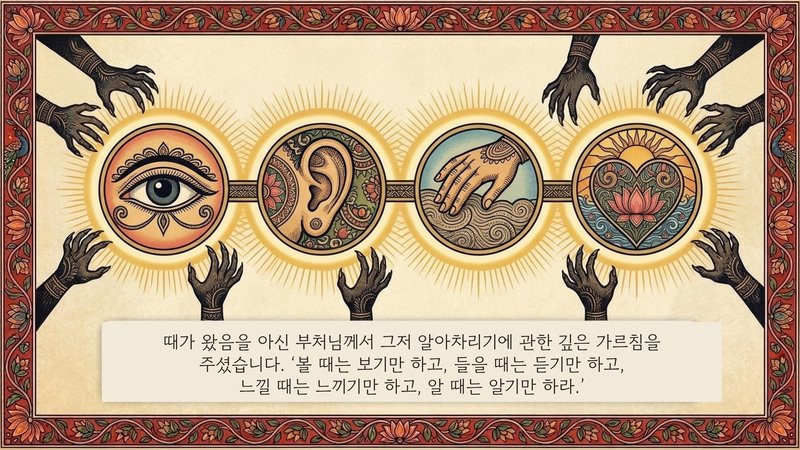 때가 왔음을 아신 부처님께서 그저 알아차리기에 관한 깊은 가르침을
주셨습니다. ‘볼 때는 보기만 하고, 들을 때는 듣기만 하고,
느낄 때는 느끼기만 하고, 알 때는 알기만 하라.’